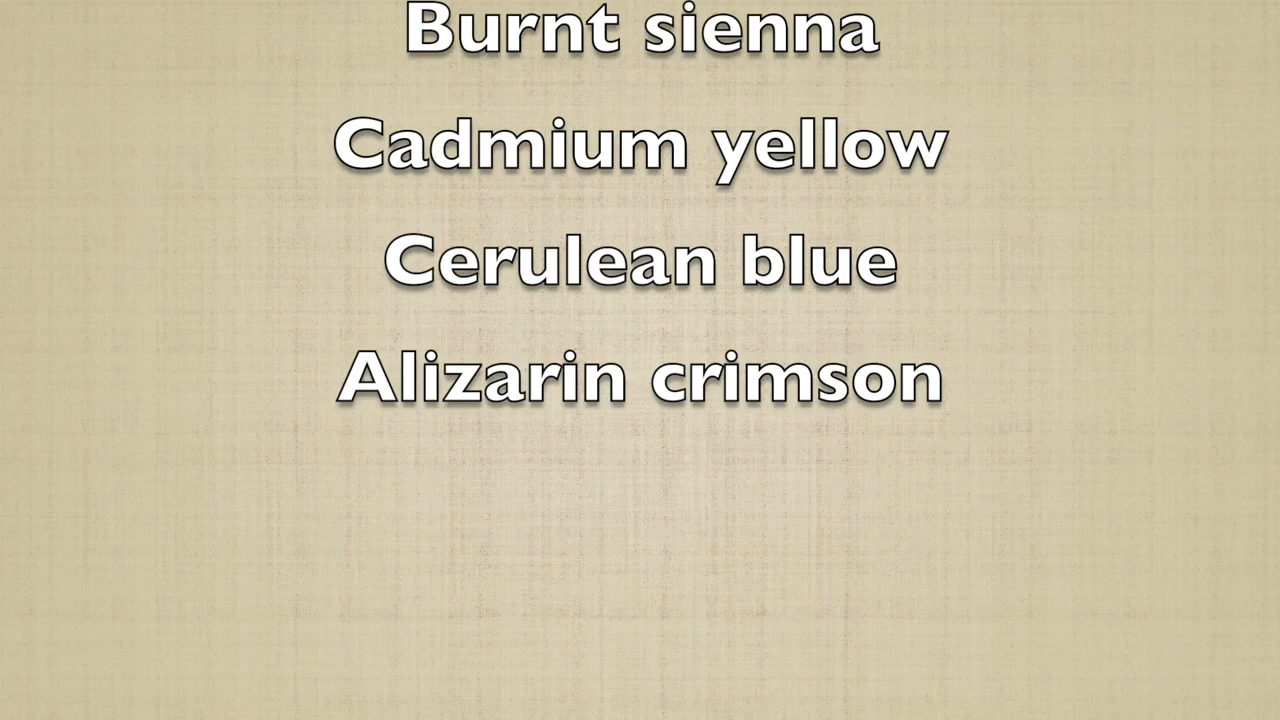 Burnt sienna
Cadmium yellow
Cerulean blue
Alizarin crimson